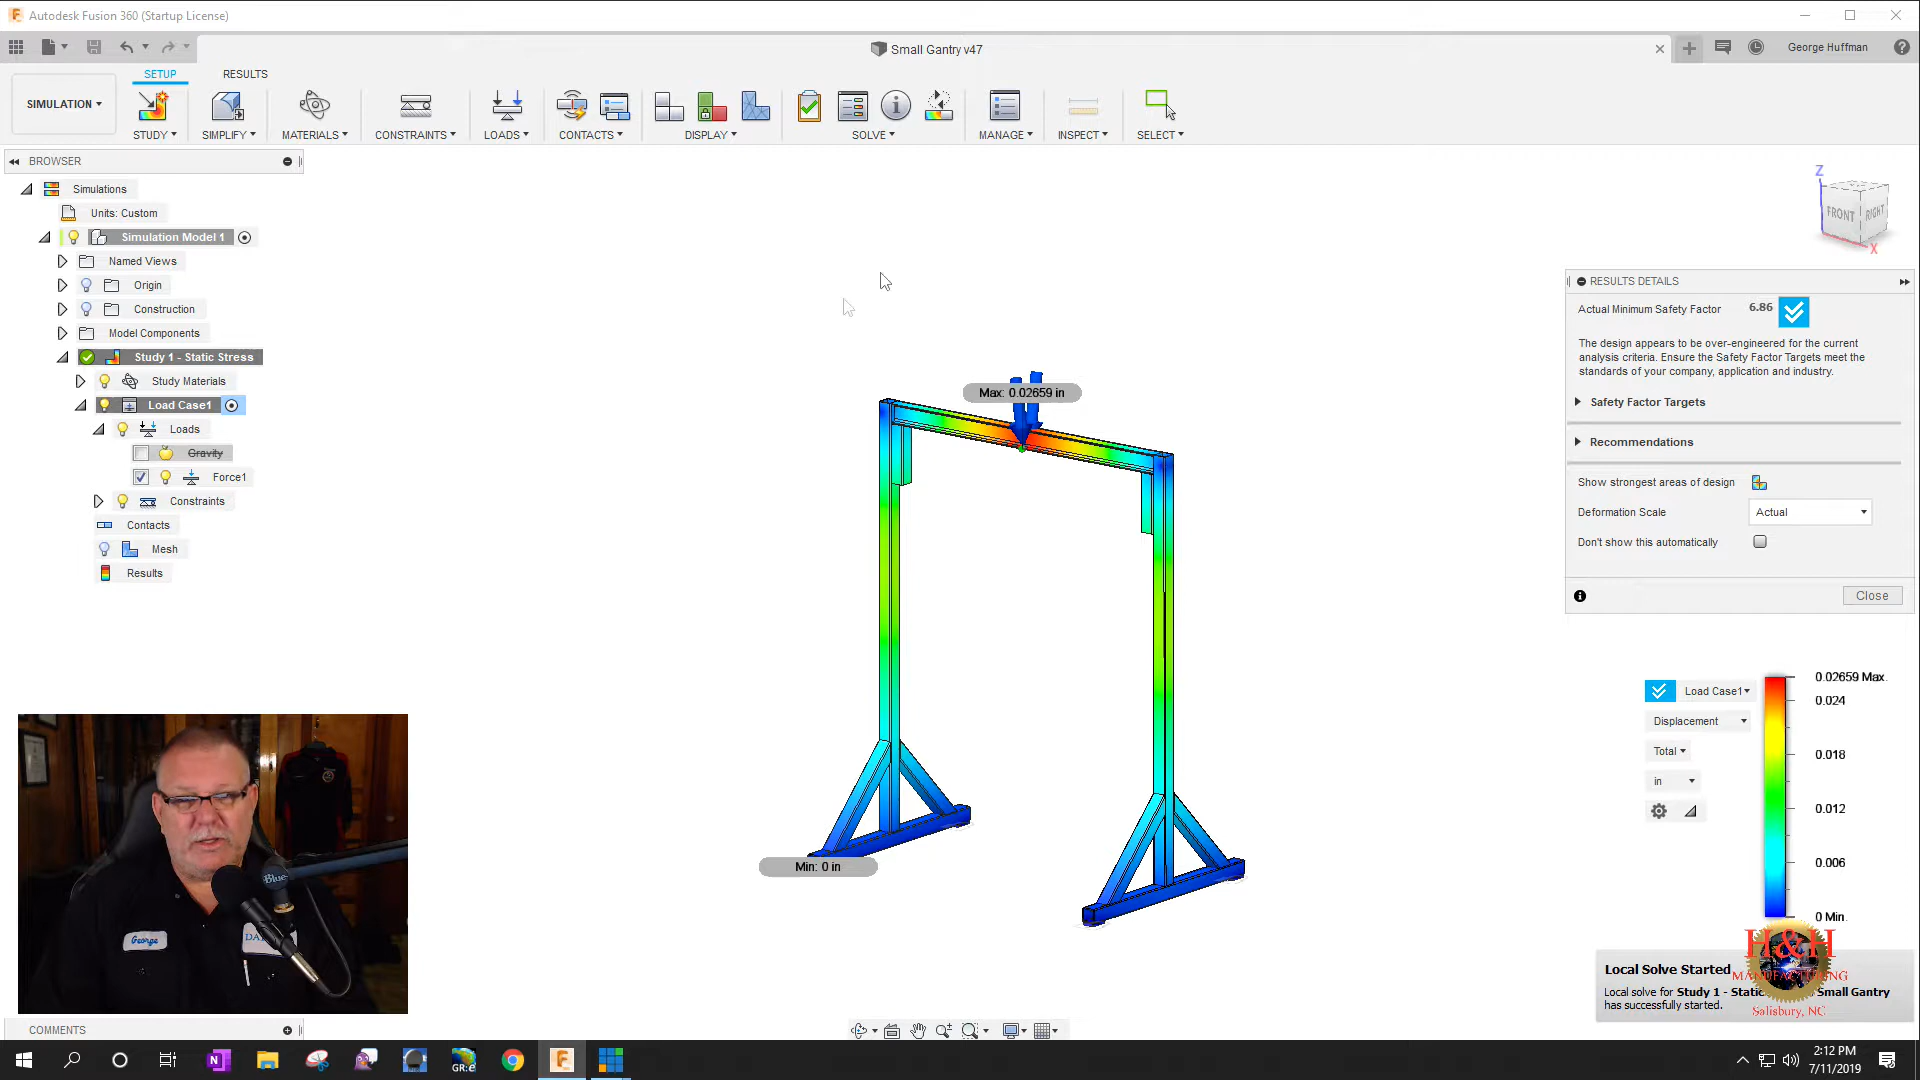 Autodesk Fusion 360 (Startup License)
Small Gantry v47
George Huffman
SETUP
RESULTS
SIMULATION
STUDY
SIMPLIFY
MATERIALS
CONSTRAINTS
LOADS
CONTACTS
DISPLAY
SOLVE
MANAGE
INSPECT
SELECT
BROWSER
Simulations
Units: Custom
Simulation Model 1
Named Views
Origin
Construction
Model Components
Study 1 - Static Stress
Study Materials
Load Case1
Loads
Gravity
Force1
Constraints
Contacts
Mesh
Results
Z
FRONT
RIGHT
X
Max: 0.02659 in
Min: 0 in
RESULTS DETAILS
Actual Minimum Safety Factor 6.86
The design appears to be over-engineered for the current
analysis criteria. Ensure the Safety Factor Targets meet the
standards of your company, application and industry.
Safety Factor Targets
Recommendations
Show strongest areas of design
Deformation Scale Actual
Don't show this automatically
Close
Load Case1
Displacement
Total
in
0.02659 Max.
0.024
0.018
0.012
0.006
0 Min.
H&H
MANUFACTURING
Salisbury, NC
Local Solve Started
Local solve for Study 1 - Static Small Gantry
has successfully started.
George
Blue
COMMENTS
GR:e
2:12 PM
7/11/2019